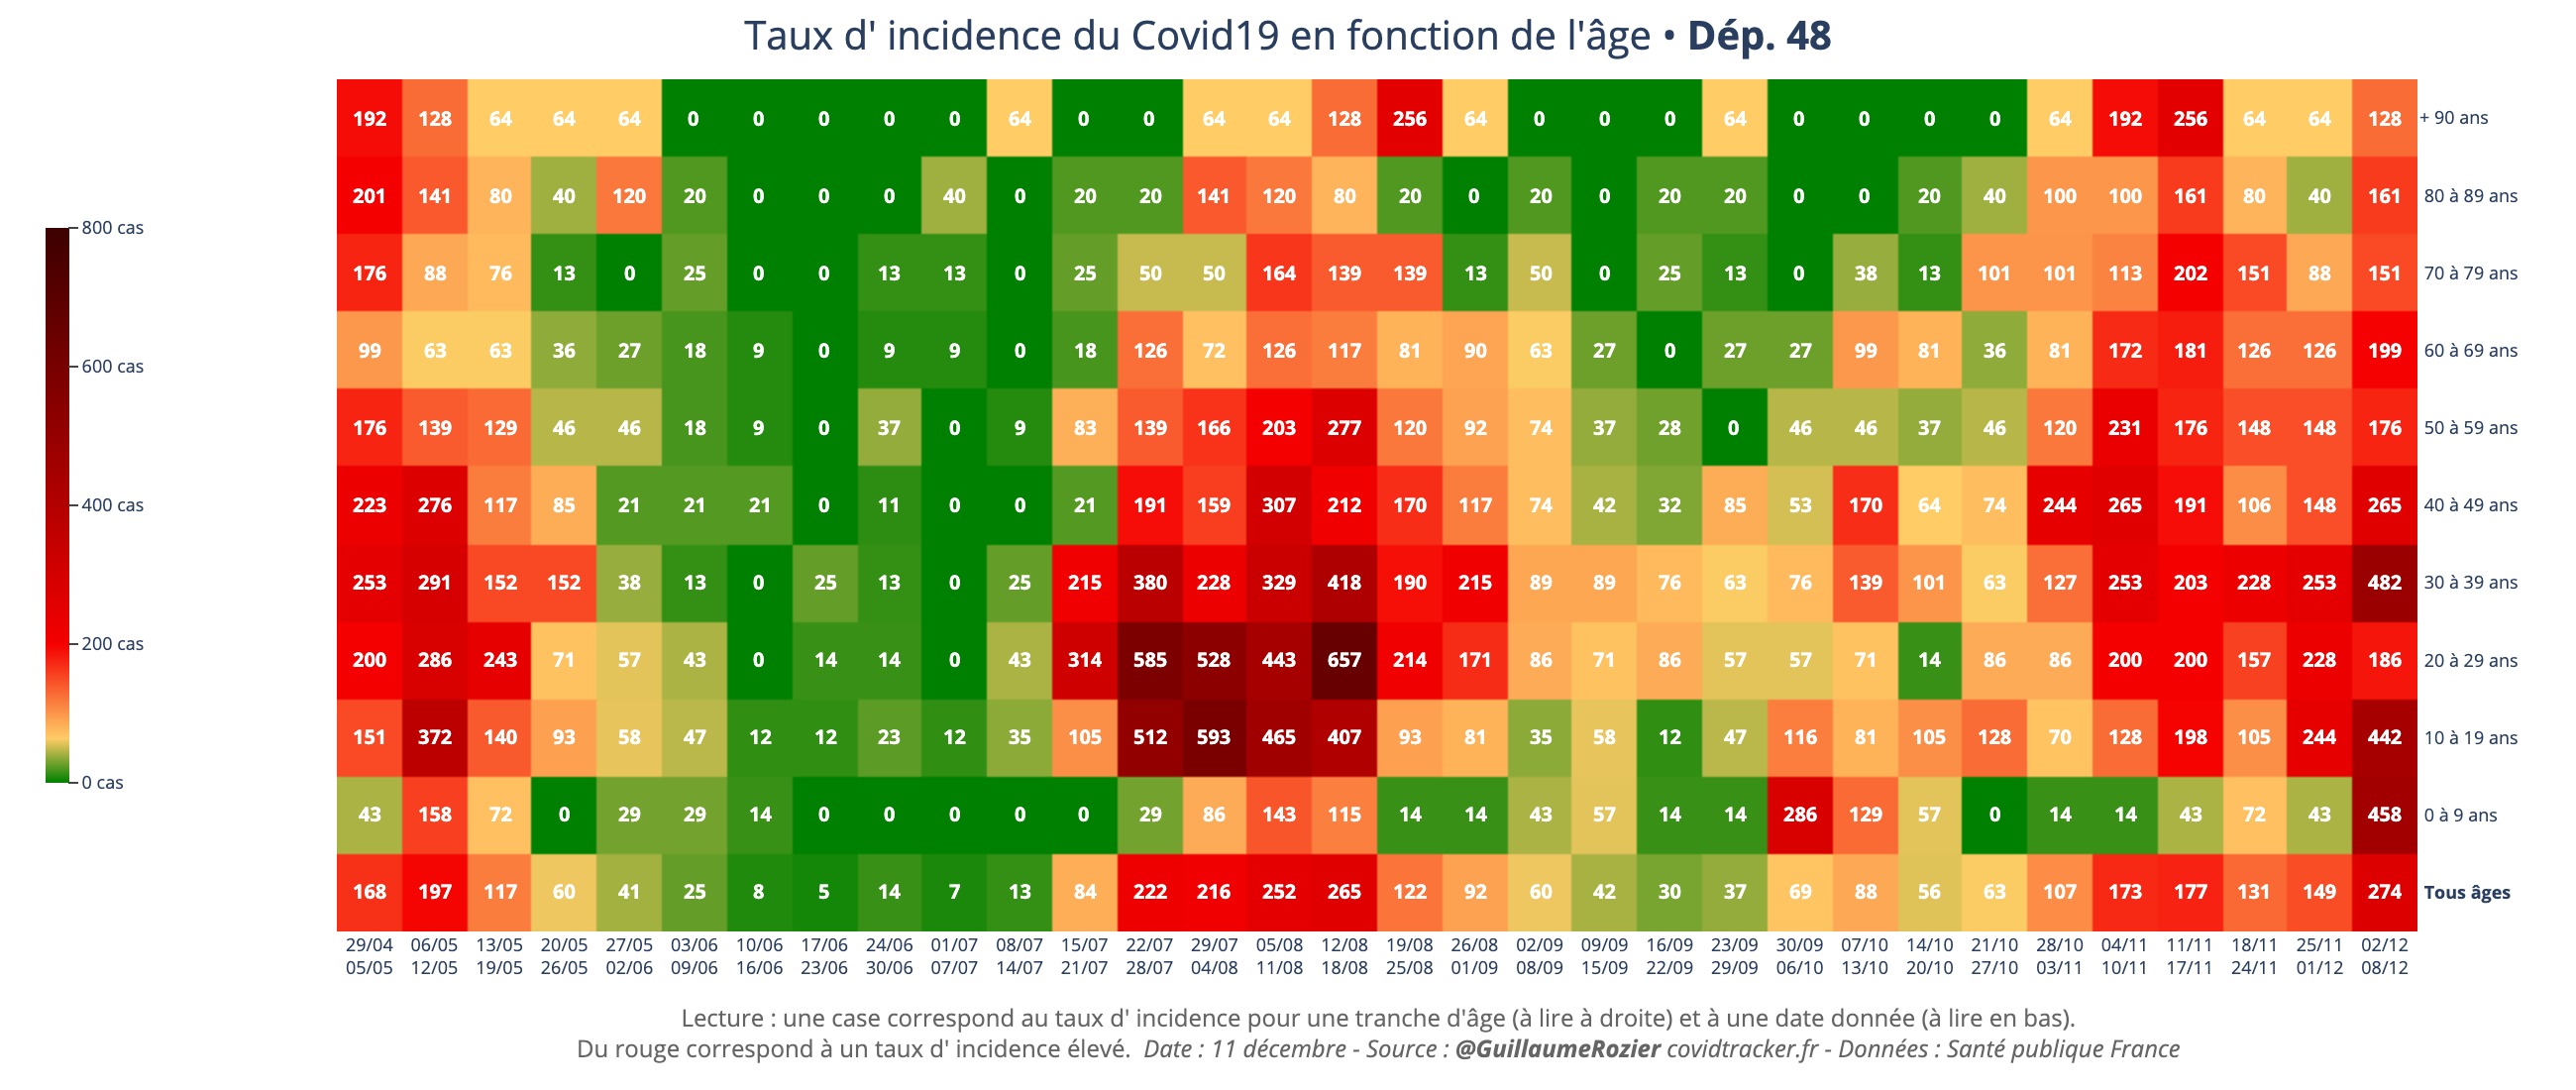 Taux d' incidence du Covid19 en fonction de l'âge • Dép. 48
800 cas
600 cas
400 cas
200 cas
0 cas
192 128 64 64 64 0 0 0 0 0 64 0 0 64 64 128 256 64 0 0 0 64 0 0 0 0 64 192 256 64 64 128 + 90 ans
201 141 80 40 120 20 0 0 0 40 0 20 20 141 120 80 20 0 20 0 20 20 0 0 20 40 100 100 161 80 40 161 80 à 89 ans
176 88 76 13 0 25 0 0 13 13 0 25 50 50 164 139 139 13 50 0 25 13 0 38 13 101 101 113 202 151 88 151 70 à 79 ans
99 63 63 36 27 18 9 0 9 9 0 18 126 72 126 117 81 90 63 27 0 27 27 99 81 36 81 172 181 126 126 199 60 à 69 ans
176 139 129 46 46 18 9 0 37 0 9 83 139 166 203 277 120 92 74 37 28 0 46 46 37 46 120 231 176 148 148 176 50 à 59 ans
223 276 117 85 21 21 21 0 11 0 0 21 191 159 307 212 170 117 74 42 32 85 53 170 64 74 244 265 191 106 148 265 40 à 49 ans
253 291 152 152 38 13 0 25 13 0 25 215 380 228 329 418 190 215 89 89 76 63 76 139 101 63 127 253 203 228 253 482 30 à 39 ans
200 286 243 71 57 43 0 14 14 0 43 314 585 528 443 657 214 171 86 71 86 57 57 71 14 86 86 200 200 157 228 186 20 à 29 ans
151 372 140 93 58 47 12 12 23 12 35 105 512 593 465 407 93 81 35 58 12 47 116 81 105 128 70 128 198 105 244 442 10 à 19 ans
43 158 72 0 29 29 14 0 0 0 0 0 29 86 143 115 14 14 43 57 14 14 286 129 57 0 14 14 43 72 43 458 0 à 9 ans
168 197 117 60 41 25 8 5 14 7 13 84 222 216 252 265 122 92 60 42 30 37 69 88 56 63 107 173 177 131 149 274 Tous âges
29/04 06/05 13/05 20/05 27/05 03/06 10/06 17/06 24/06 01/07 08/07 15/07 22/07 29/07 05/08 12/08 19/08 26/08 02/09 09/09 16/09 23/09 30/09 07/10 14/10 21/10 28/10 04/11 11/11 18/11 25/11 02/12
05/05 12/05 19/05 26/05 02/06 09/06 16/06 23/06 30/06 07/07 14/07 21/07 28/07 04/08 11/08 18/08 25/08 01/09 08/09 15/09 22/09 29/09 06/10 13/10 20/10 27/10 03/11 10/11 17/11 24/11 01/12 08/12
Lecture : une case correspond au taux d' incidence pour une tranche d'âge (à lire à droite) et à une date donnée (à lire en bas).
Du rouge correspond à un taux d' incidence élevé. Date : 11 décembre - Source : @GuillaumeRozier covidtracker.fr - Données : Santé publique France